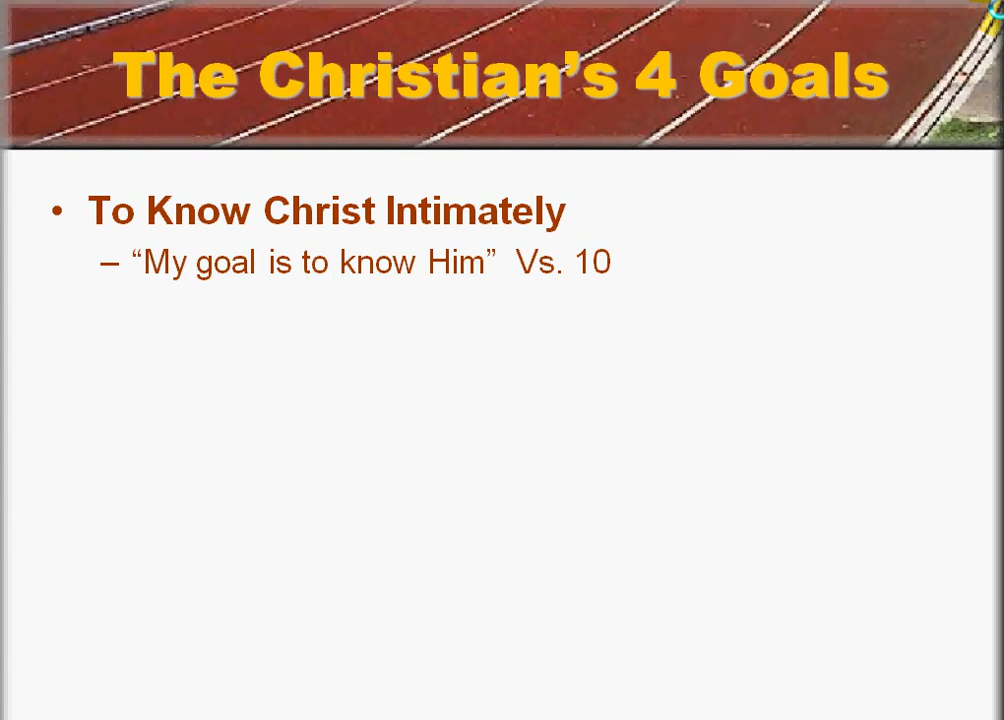 The Christian’s 4 Goals
• To Know Christ Intimately
– “My goal is to know Him” Vs. 10